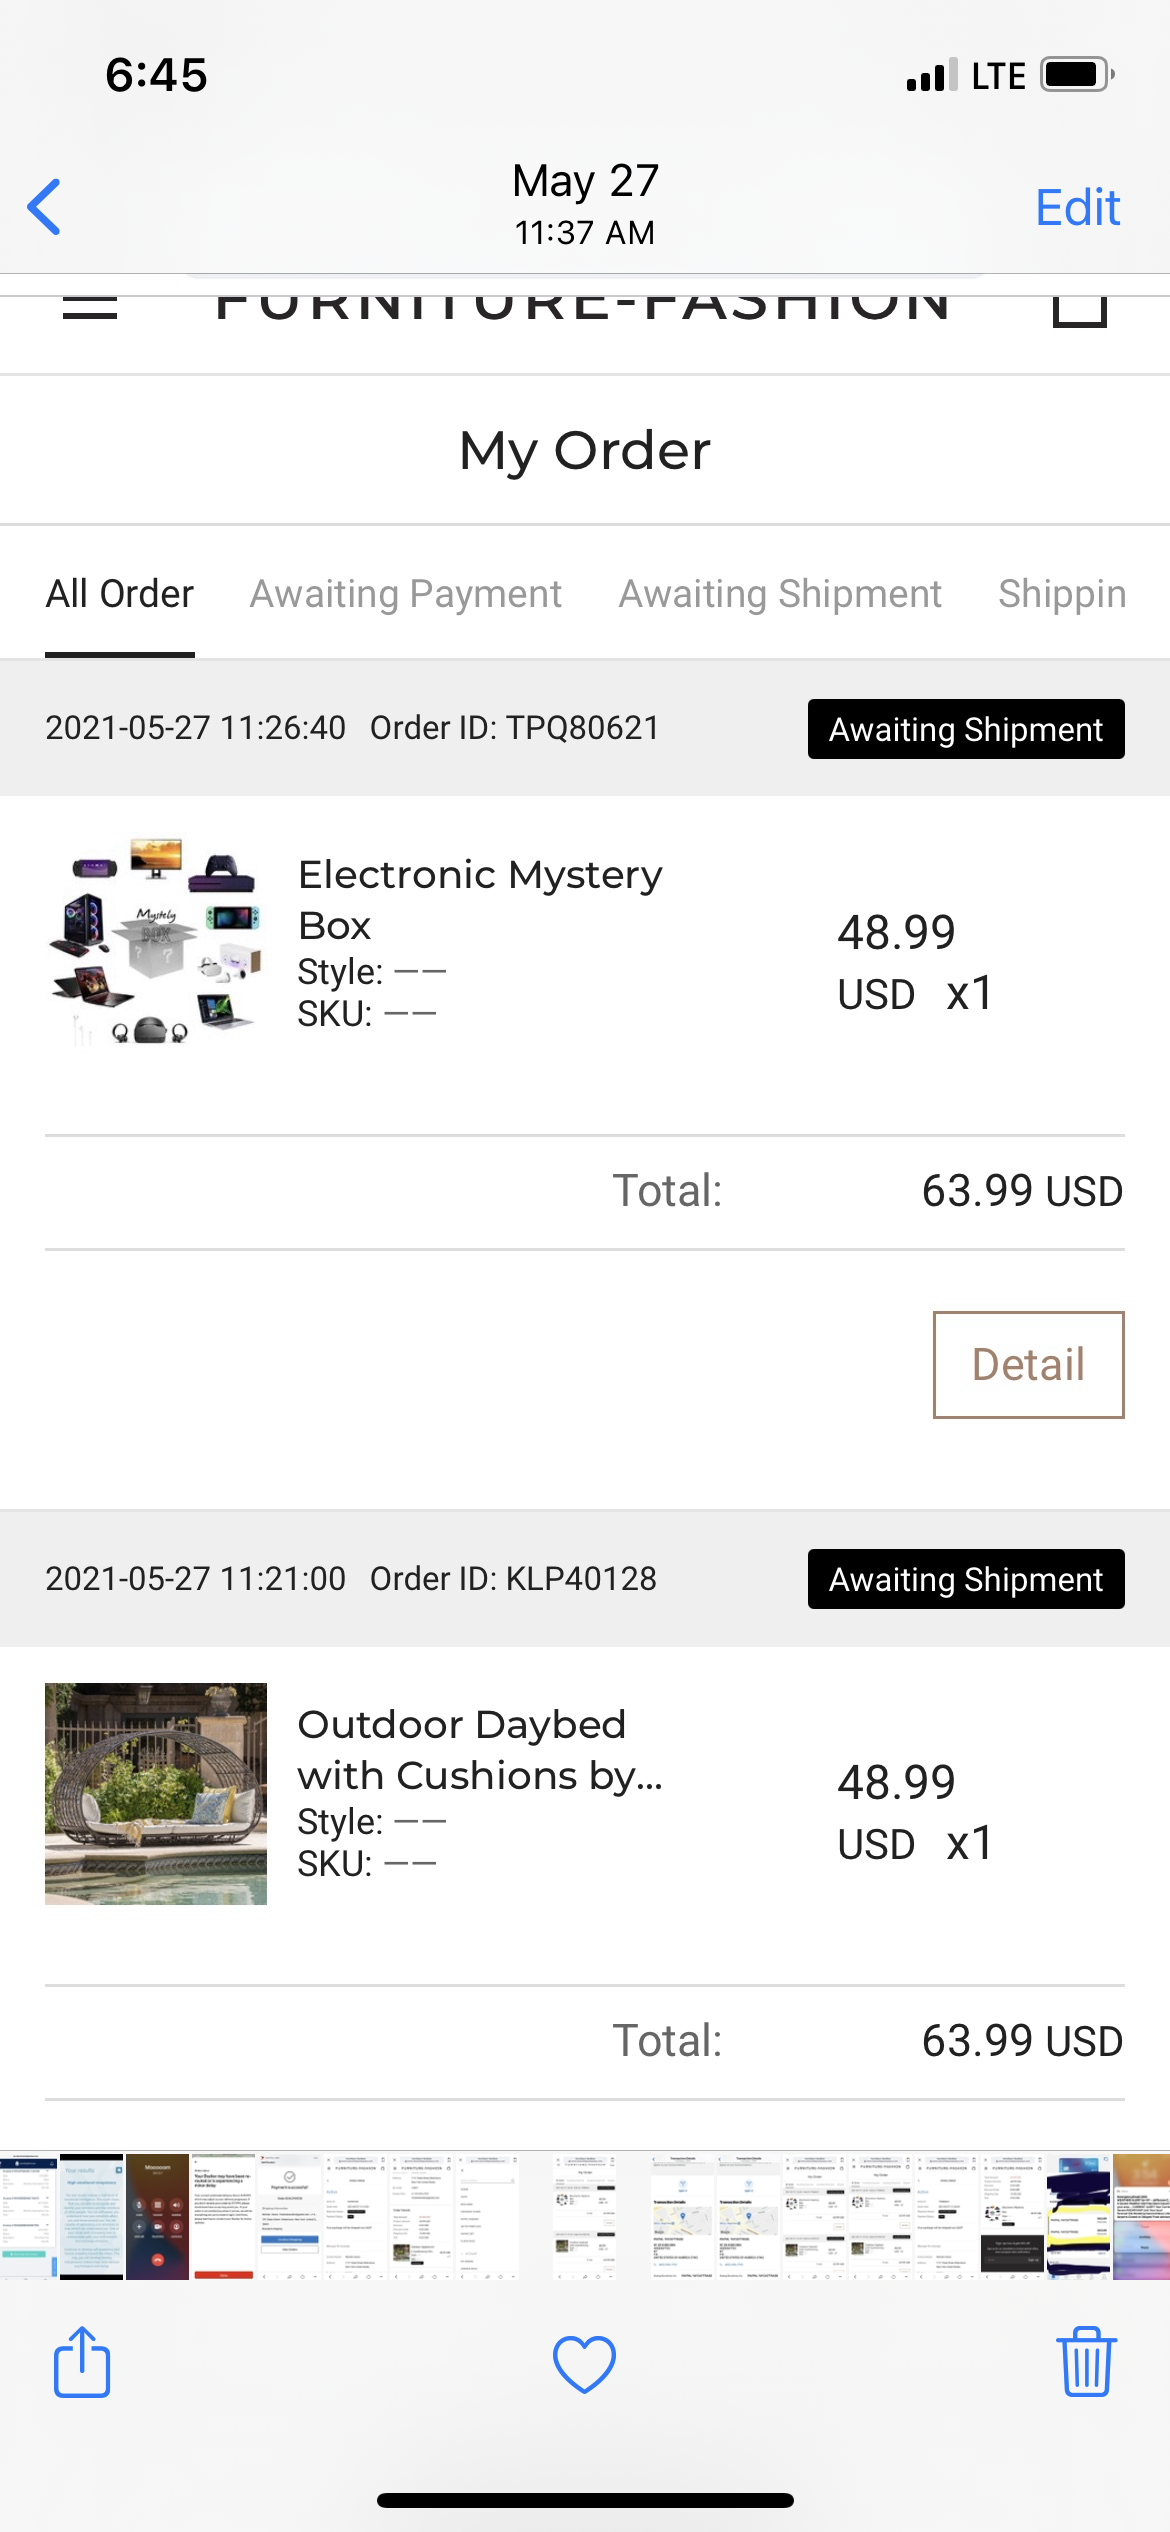 6:45
LTE
May 27
11:37 AM
Edit
FURNITURE-FASHION
My Order
All Order Awaiting Payment Awaiting Shipment Shippin
2021-05-27 11:26:40 Order ID: TPQ80621 Awaiting Shipment
Electronic Mystery
Box
Style: ——
SKU: ——
48.99
USD x1
Mystely
BOX
Total: 63.99 USD
Detail
2021-05-27 11:21:00 Order ID: KLP40128 Awaiting Shipment
Outdoor Daybed
with Cushions by...
Style: ——
SKU: ——
48.99
USD x1
Total: 63.99 USD